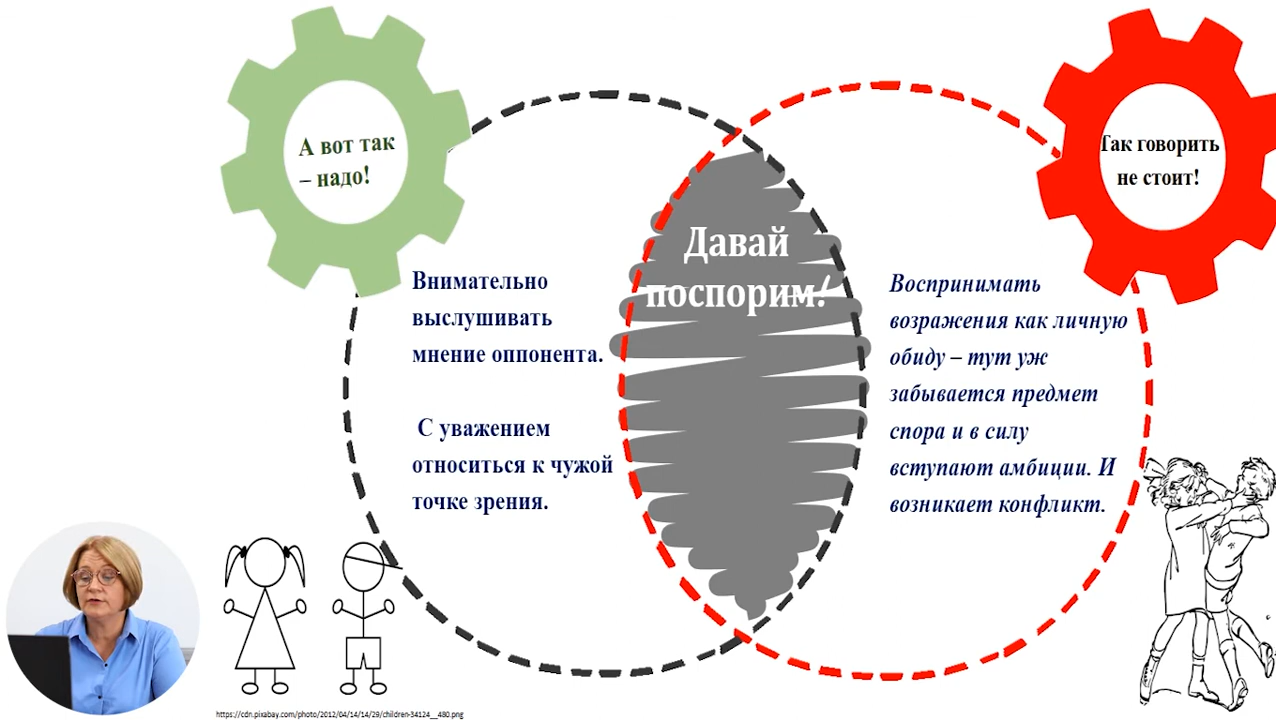 А вот так
– надо!
Так говорить
не стоит!
Давай
поспорим!
Внимательно
выслушивать
мнение оппонента.
С уважением
относиться к чужой
точке зрения.
Воспринимать
возражения как личную
обиду – тут уж
забывается предмет
спора и в силу
вступают амбиции. И
возникает конфликт.
https://cdn.pixabay.com/photo/2012/04/14/14/29/children-34124__480.png